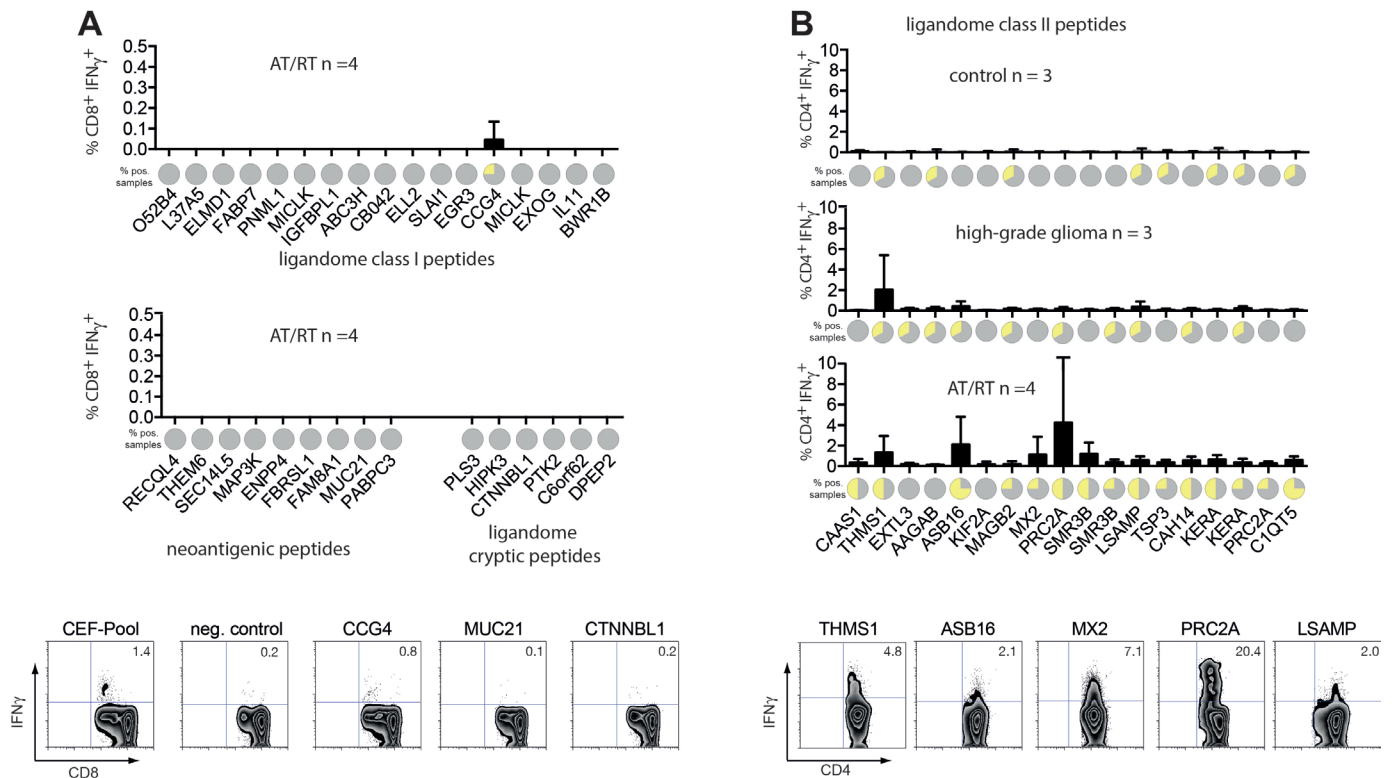 A
0.5
0.4
0.3
0.2
0.1
0.0
% CD8+ IFNγ+
AT/RT n =4
% pos.
samples
O52B4
L37A5
ELMD1
FABP7
PNML1
MICLK
IGFBPL1
ABC3H
CB042
ELL2
SLAI1
EGR3
CCG4
MICLK
EXOG
IL11
BWR1B
ligandome class I peptides
0.5
0.4
0.3
0.2
0.1
0.0
% CD8+ IFNγ+
AT/RT n =4
% pos.
samples
RECQL4
THEM6
SEC14L5
MAP3K
ENPP4
FBRSL1
FAM8A1
MUC21
PABPC3
PLS3
HIPK3
CTNNBL1
PTK2
C6orf62
DPEP2
neoantigenic peptides
ligandome
cryptic peptides
CEF-Pool
1.4
neg. control
0.2
CCG4
0.8
MUC21
0.1
CTNNBL1
0.2
IFNγ
CD8
B
ligandome class II peptides
10
8
6
4
2
0
% CD4+ IFNγ+
control n = 3
% pos.
samples
10
8
6
4
2
0
% CD4+ IFNγ+
high-grade glioma n = 3
% pos.
samples
10
8
6
4
2
0
% CD4+ IFNγ+
AT/RT n =4
% pos.
samples
CAAS1
THMS1
EXTL3
AAGAB
ASB16
KIF2A
MAGB2
MX2
PRC2A
SMR3B
SMR3B
LSAMP
TSP3
CAH14
KERA
KERA
PRC2A
C1QT5
THMS1
4.8
ASB16
2.1
MX2
7.1
PRC2A
20.4
LSAMP
2.0
IFNγ
CD4